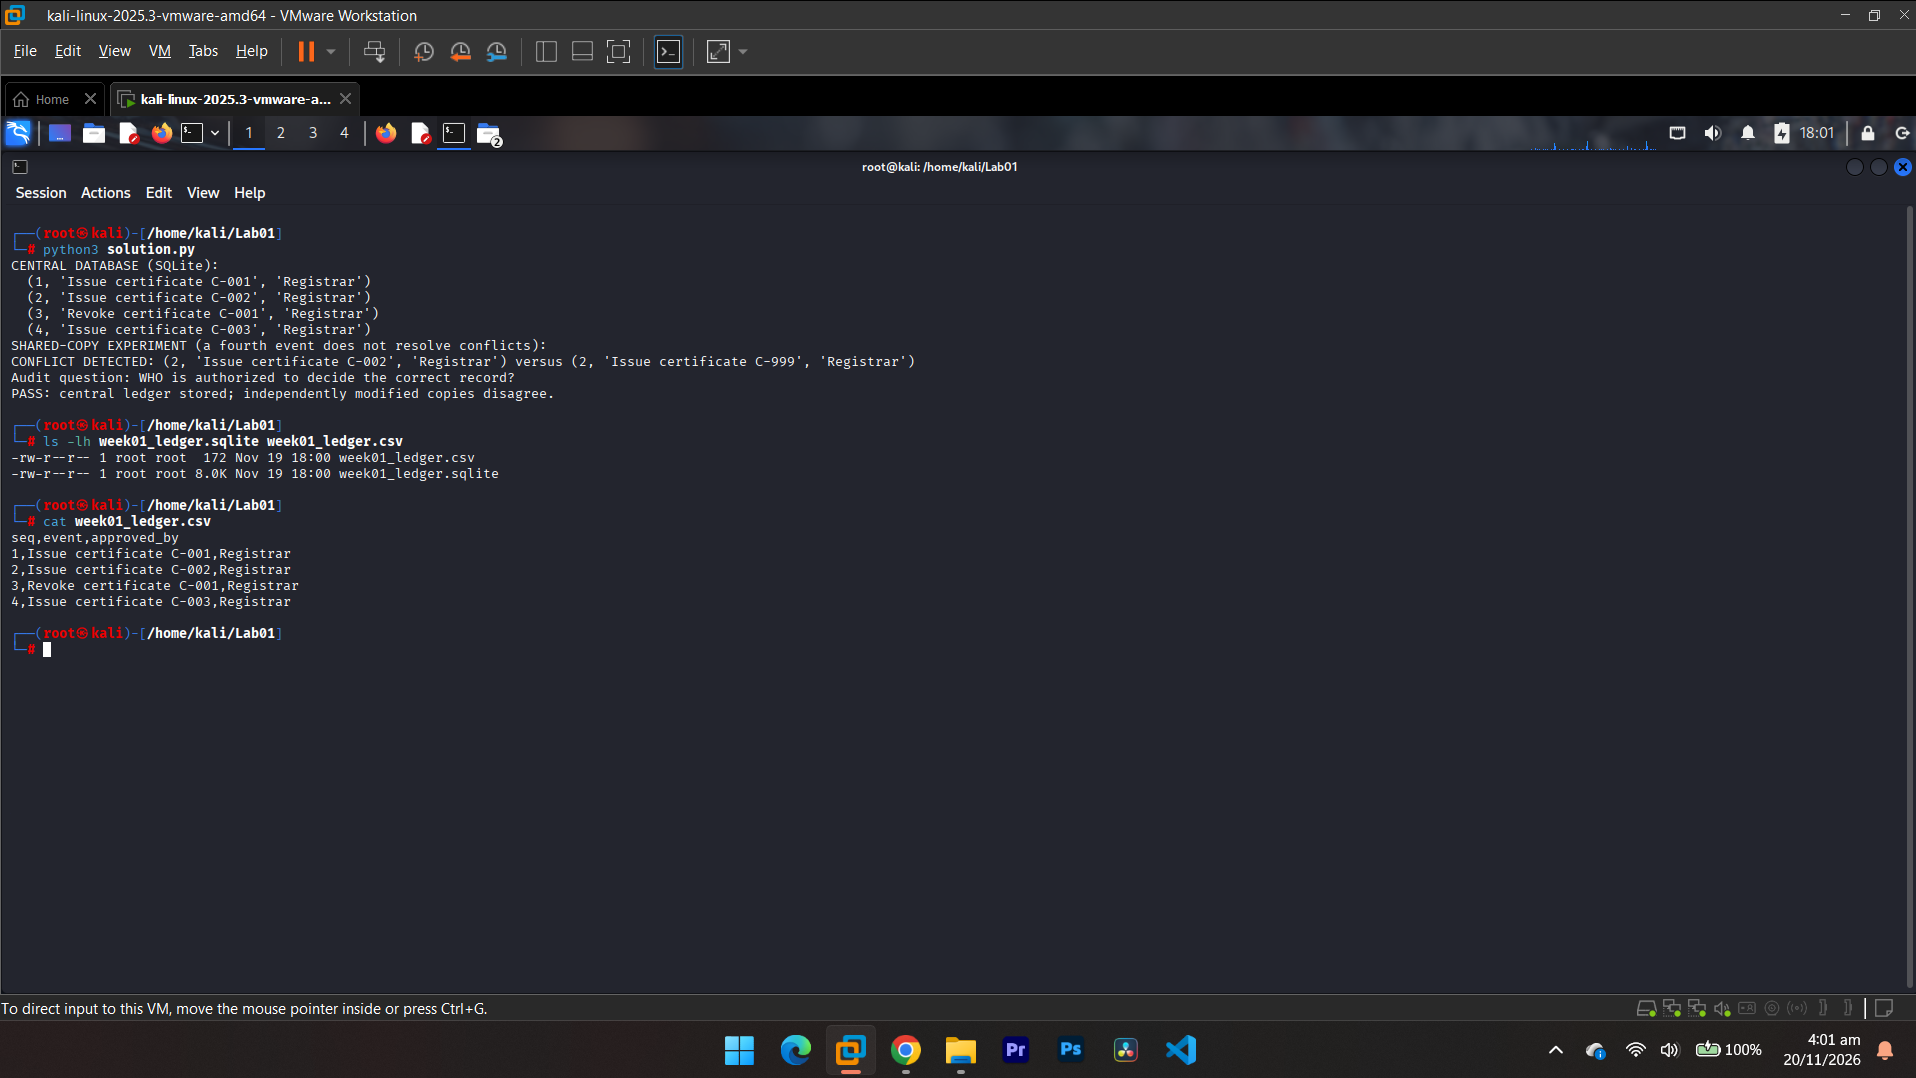 kali-linux-2025.3-vmware-amd64 - VMware Workstation
File Edit View VM Tabs Help
Home kali-linux-2025.3-vmware-a...
1 2 3 4 2 18:01
root@kali: /home/kali/Lab01
Session Actions Edit View Help
┌──(root㉿kali)-[/home/kali/Lab01]
└─# python3 solution.py
CENTRAL DATABASE (SQLite):
  (1, 'Issue certificate C-001', 'Registrar')
  (2, 'Issue certificate C-002', 'Registrar')
  (3, 'Revoke certificate C-001', 'Registrar')
  (4, 'Issue certificate C-003', 'Registrar')
SHARED-COPY EXPERIMENT (a fourth event does not resolve conflicts):
CONFLICT DETECTED: (2, 'Issue certificate C-002', 'Registrar') versus (2, 'Issue certificate C-999', 'Registrar')
Audit question: WHO is authorized to decide the correct record?
PASS: central ledger stored; independently modified copies disagree.
┌──(root㉿kali)-[/home/kali/Lab01]
└─# ls -lh week01_ledger.sqlite week01_ledger.csv
-rw-r--r-- 1 root root  172 Nov 19 18:00 week01_ledger.csv
-rw-r--r-- 1 root root 8.0K Nov 19 18:00 week01_ledger.sqlite
┌──(root㉿kali)-[/home/kali/Lab01]
└─# cat week01_ledger.csv
seq,event,approved_by
1,Issue certificate C-001,Registrar
2,Issue certificate C-002,Registrar
3,Revoke certificate C-001,Registrar
4,Issue certificate C-003,Registrar
┌──(root㉿kali)-[/home/kali/Lab01]
└─#
To direct input to this VM, move the mouse pointer inside or press Ctrl+G.
Pr Ps 100% 4:01 am
20/11/2026